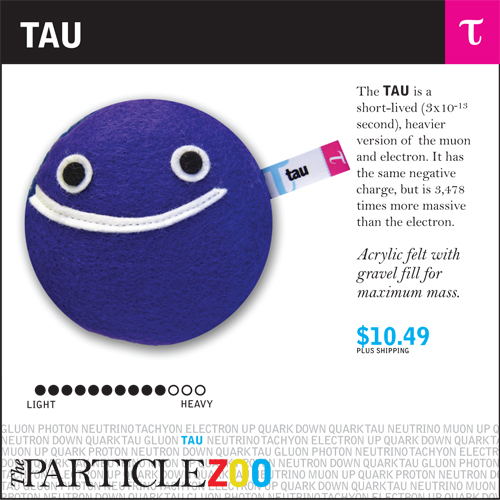 TAU
τ
The TAU is a
short-lived (3x10-13
second), heavier
version of the muon
and electron. It has
the same negative
charge, but is 3,478
times more massive
than the electron.
Acrylic felt with
gravel fill for
maximum mass.
tau
τ
$10.49
PLUS SHIPPING
LIGHT HEAVY
GLUON PHOTON NEUTRINO TACHYON ELECTRON UP QUARK DOWN QUARK TAU NEUTRINO MUON UP Q
NEUTRON DOWN QUARK TAU GLUON TAU NEUTRINO TACHYON ELECTRON UP QUARK DOWN QUARK
The PARTICLE ZOO